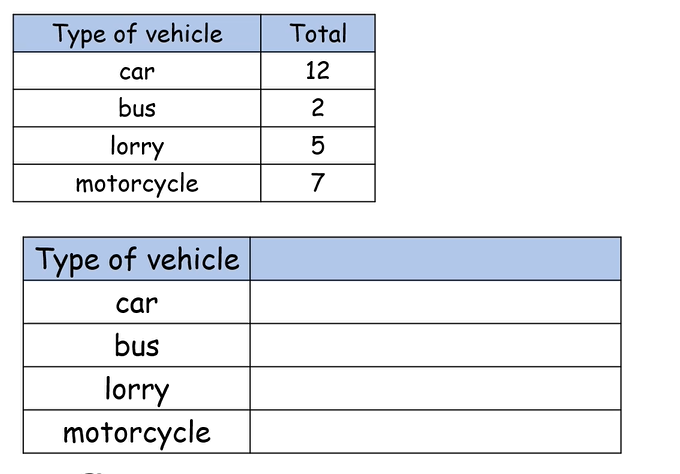 Type of vehicle Total
car 12
bus 2
lorry 5
motorcycle 7
Type of vehicle
car
bus
lorry
motorcycle